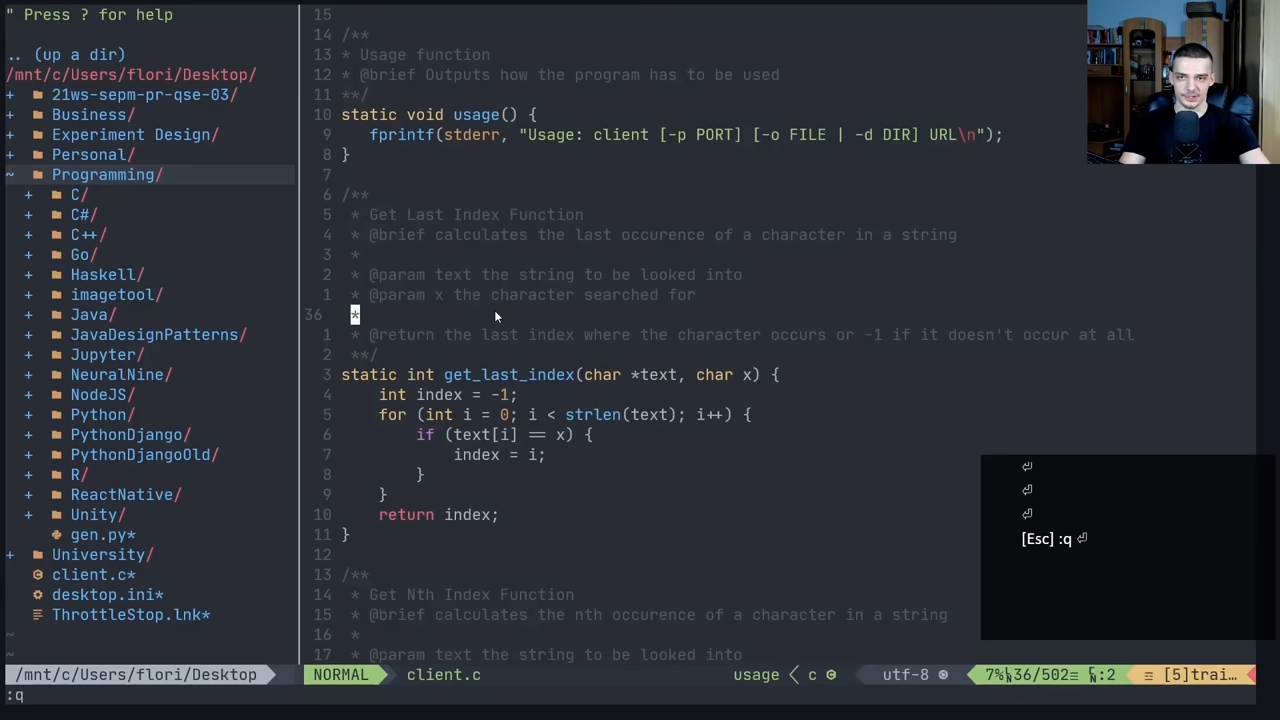 " Press ? for help
.. (up a dir)
/mnt/c/Users/flori/Desktop/
+ 21ws-sepm-pr-qse-03/
+ Business/
+ Experiment Design/
+ Personal/
~ Programming/
+ C/
+ C#/
+ C++/
+ Go/
+ Haskell/
+ imagetool/
+ Java/
+ JavaDesignPatterns/
+ Jupyter/
+ NeuralNine/
+ NodeJS/
+ Python/
+ PythonDjango/
+ PythonDjangoOld/
+ R/
+ ReactNative/
+ Unity/
gen.py*
+ University/
client.c*
desktop.ini*
ThrottleStop.lnk*
~
~
15
14 /**
13 * Usage function
12 * @brief Outputs how the program has to be used
11 **/
10 static void usage() {
9 fprintf(stderr, "Usage: client [-p PORT] [-o FILE | -d DIR] URL\n");
8 }
7
6 /**
5 * Get Last Index Function
4 * @brief calculates the last occurence of a character in a string
3 *
2 * @param text the string to be looked into
1 * @param x the character searched for
36 *
1 * @return the last index where the character occurs or -1 if it doesn't occur at all
2 **/
3 static int get_last_index(char *text, char x) {
4 int index = -1;
5 for (int i = 0; i < strlen(text); i++) {
6 if (text[i] == x) {
7 index = i;
8 }
9 }
10 return index;
11 }
12
13 /**
14 * Get Nth Index Function
15 * @brief calculates the nth occurence of a character in a string
16 *
17 * @param text the string to be looked into
⏎
⏎
⏎
[Esc] :q ⏎
/mnt/c/Users/flori/Desktop NORMAL client.c usage < c utf-8 7% 36/502≡ :2 ☲ [5]trai…
:q